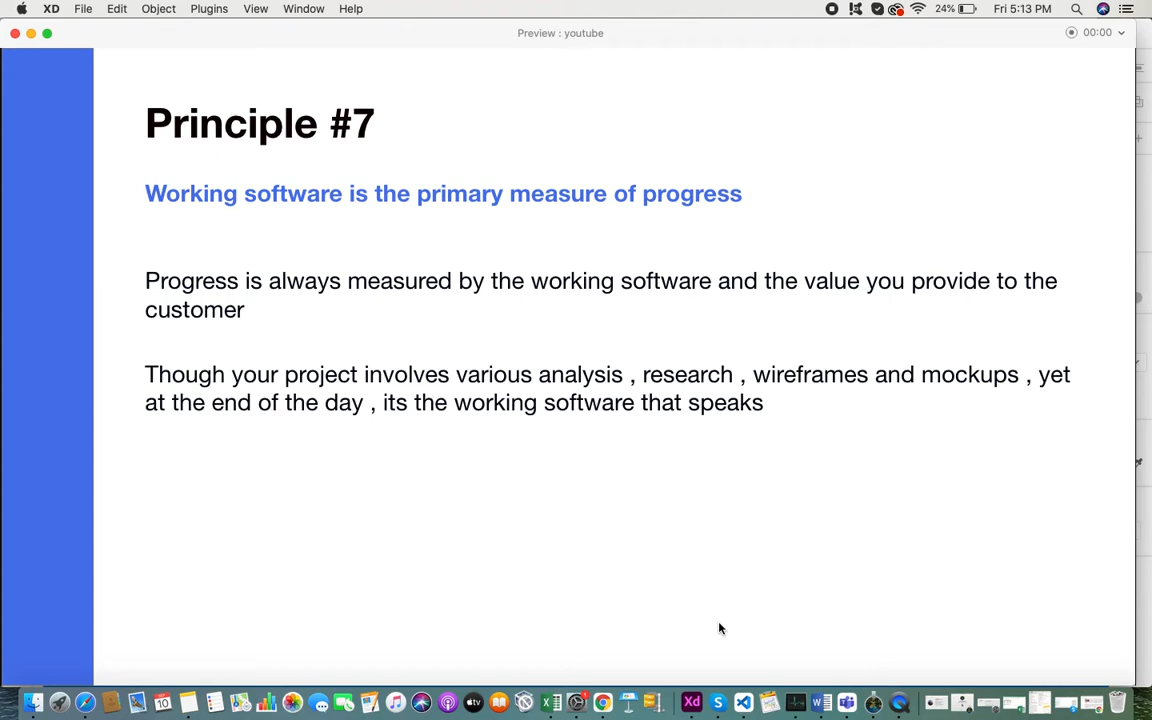 XD File Edit Object Plugins View Window Help 24% Fri 5:13 PM
Preview : youtube 00:00
Principle #7
Working software is the primary measure of progress
Progress is always measured by the working software and the value you provide to the
customer
Though your project involves various analysis , research , wireframes and mockups , yet
at the end of the day , its the working software that speaks